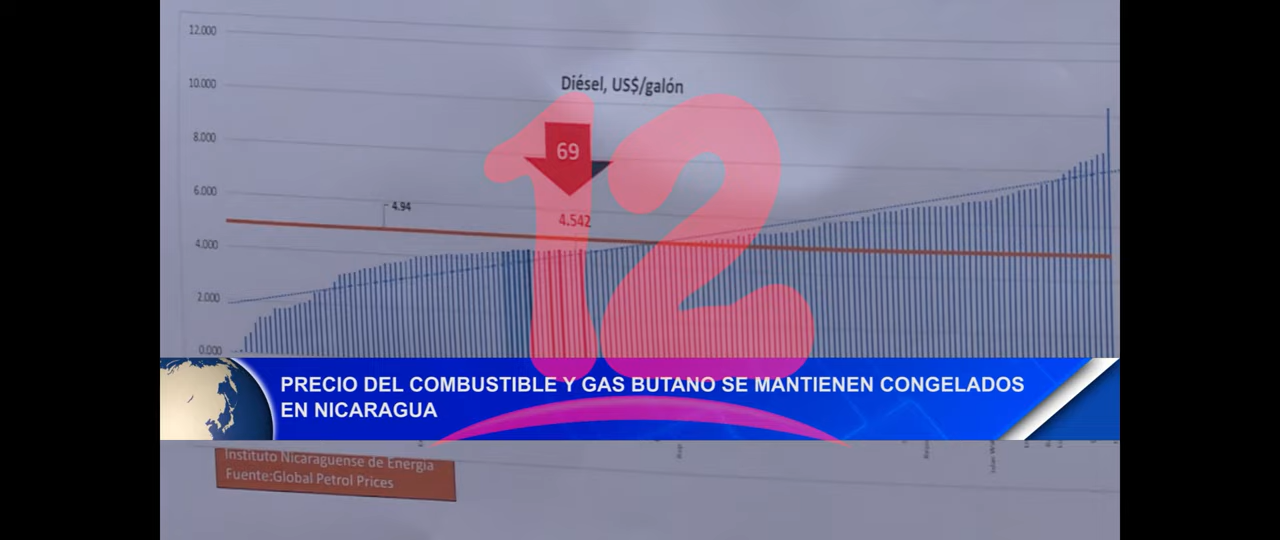 12.000
10.000
8.000
6.000
4.000
2.000
0.000
Diésel, US$/galón
69
4.94
4.542
12
PRECIO DEL COMBUSTIBLE Y GAS BUTANO SE MANTIENEN CONGELADOS
EN NICARAGUA
Instituto Nicaraguense de Energía
Fuente:Global Petrol Prices